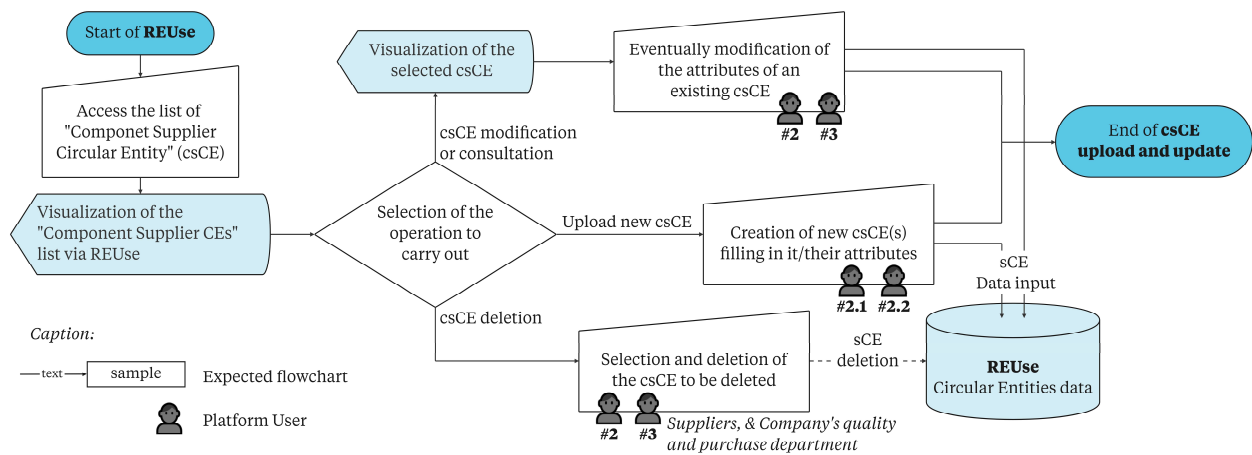 Start of REUse
Access the list of
"Componet Supplier
Circular Entity" (csCE)
Visualization of the
"Component Supplier CEs"
list via REUse
Selection of the
operation to
carry out
csCE modification
or consultation
Visualization of the
selected csCE
Eventually modification of
the attributes of an
existing csCE
#2 #3
Upload new csCE
Creation of new csCE(s)
filling in it/their attributes
#2.1 #2.2
csCE deletion
Selection and deletion of
the csCE to be deleted
#2 #3
Suppliers, & Company's quality
and purchase department
sCE
deletion
sCE
Data input
REUse
Circular Entities data
End of csCE
upload and update
Caption:
text
sample
Expected flowchart
Platform User